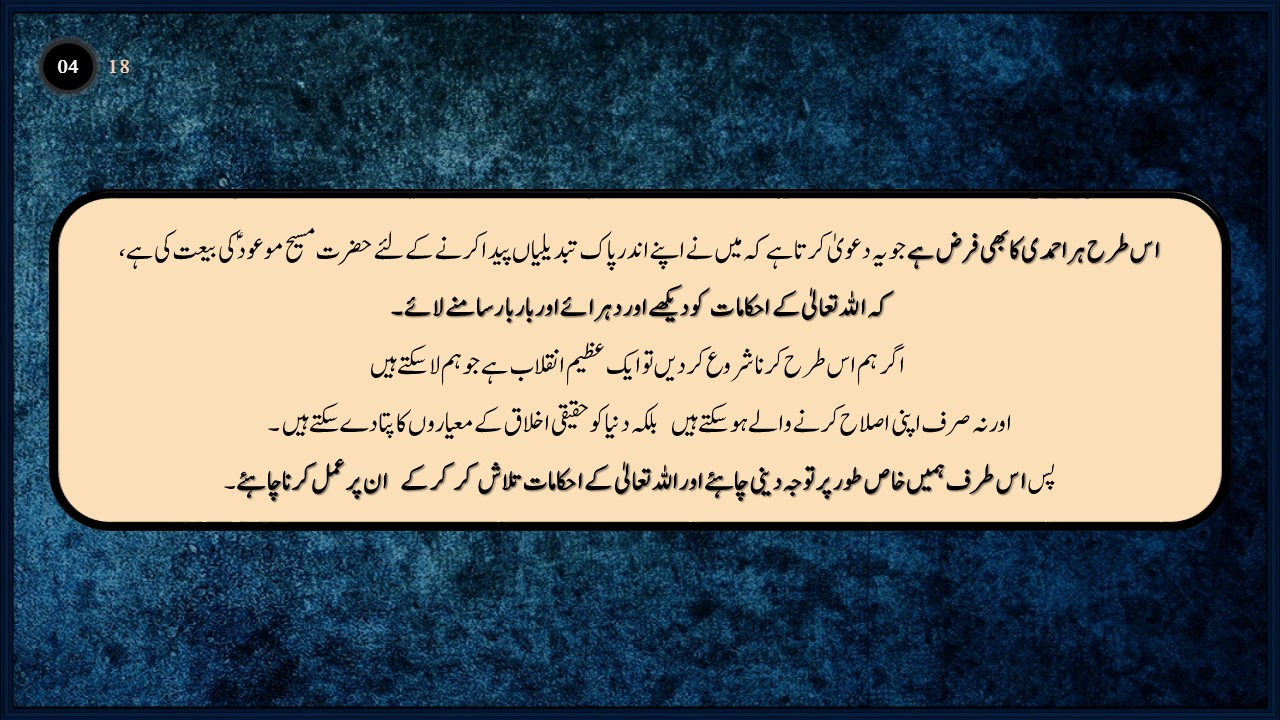 04 18
اس طرح ہر احمدی کا بھی فرض ہے جو یہ دعویٰ کرتا ہے کہ میں نے اپنے اندر پاک تبدیلیاں پیدا کرنے کے لئے حضرت مسیح موعودؑ کی بیعت کی ہے،
کہ اللہ تعالیٰ کے احکامات کو دیکھے اور دہرائے اور بار بار سامنے لائے۔
اگر ہم اس طرح کرنا شروع کر دیں تو ایک عظیم انقلاب ہے جو ہم لا سکتے ہیں
اور نہ صرف اپنی اصلاح کرنے والے ہو سکتے ہیں بلکہ دنیا کو حقیقی اخلاق کے معیاروں کا پتا دے سکتے ہیں۔
پس اس طرف ہمیں خاص طور پر توجہ دینی چاہئے اور اللہ تعالیٰ کے احکامات تلاش کر کر کے ان پر عمل کرنا چاہئے۔